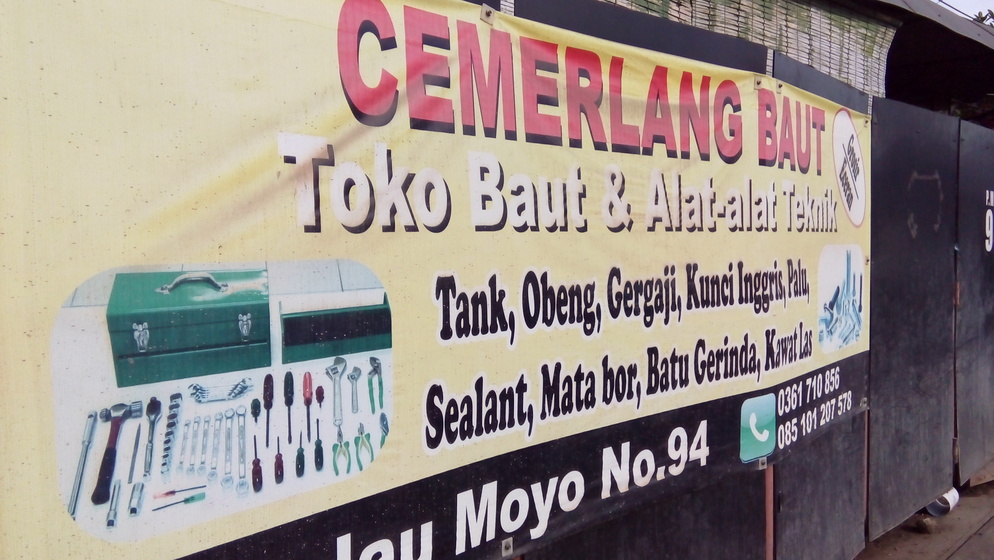 CEMERLANG BAUT
Toko Baut & Alat-alat Teknik
Tank, Obeng, Gergaji, Kunci Inggris, Palu,
Sealant, Mata bor, Batu Gerinda, Kawat Las
Moyo No.94
0361 710 856
085 101 207 578